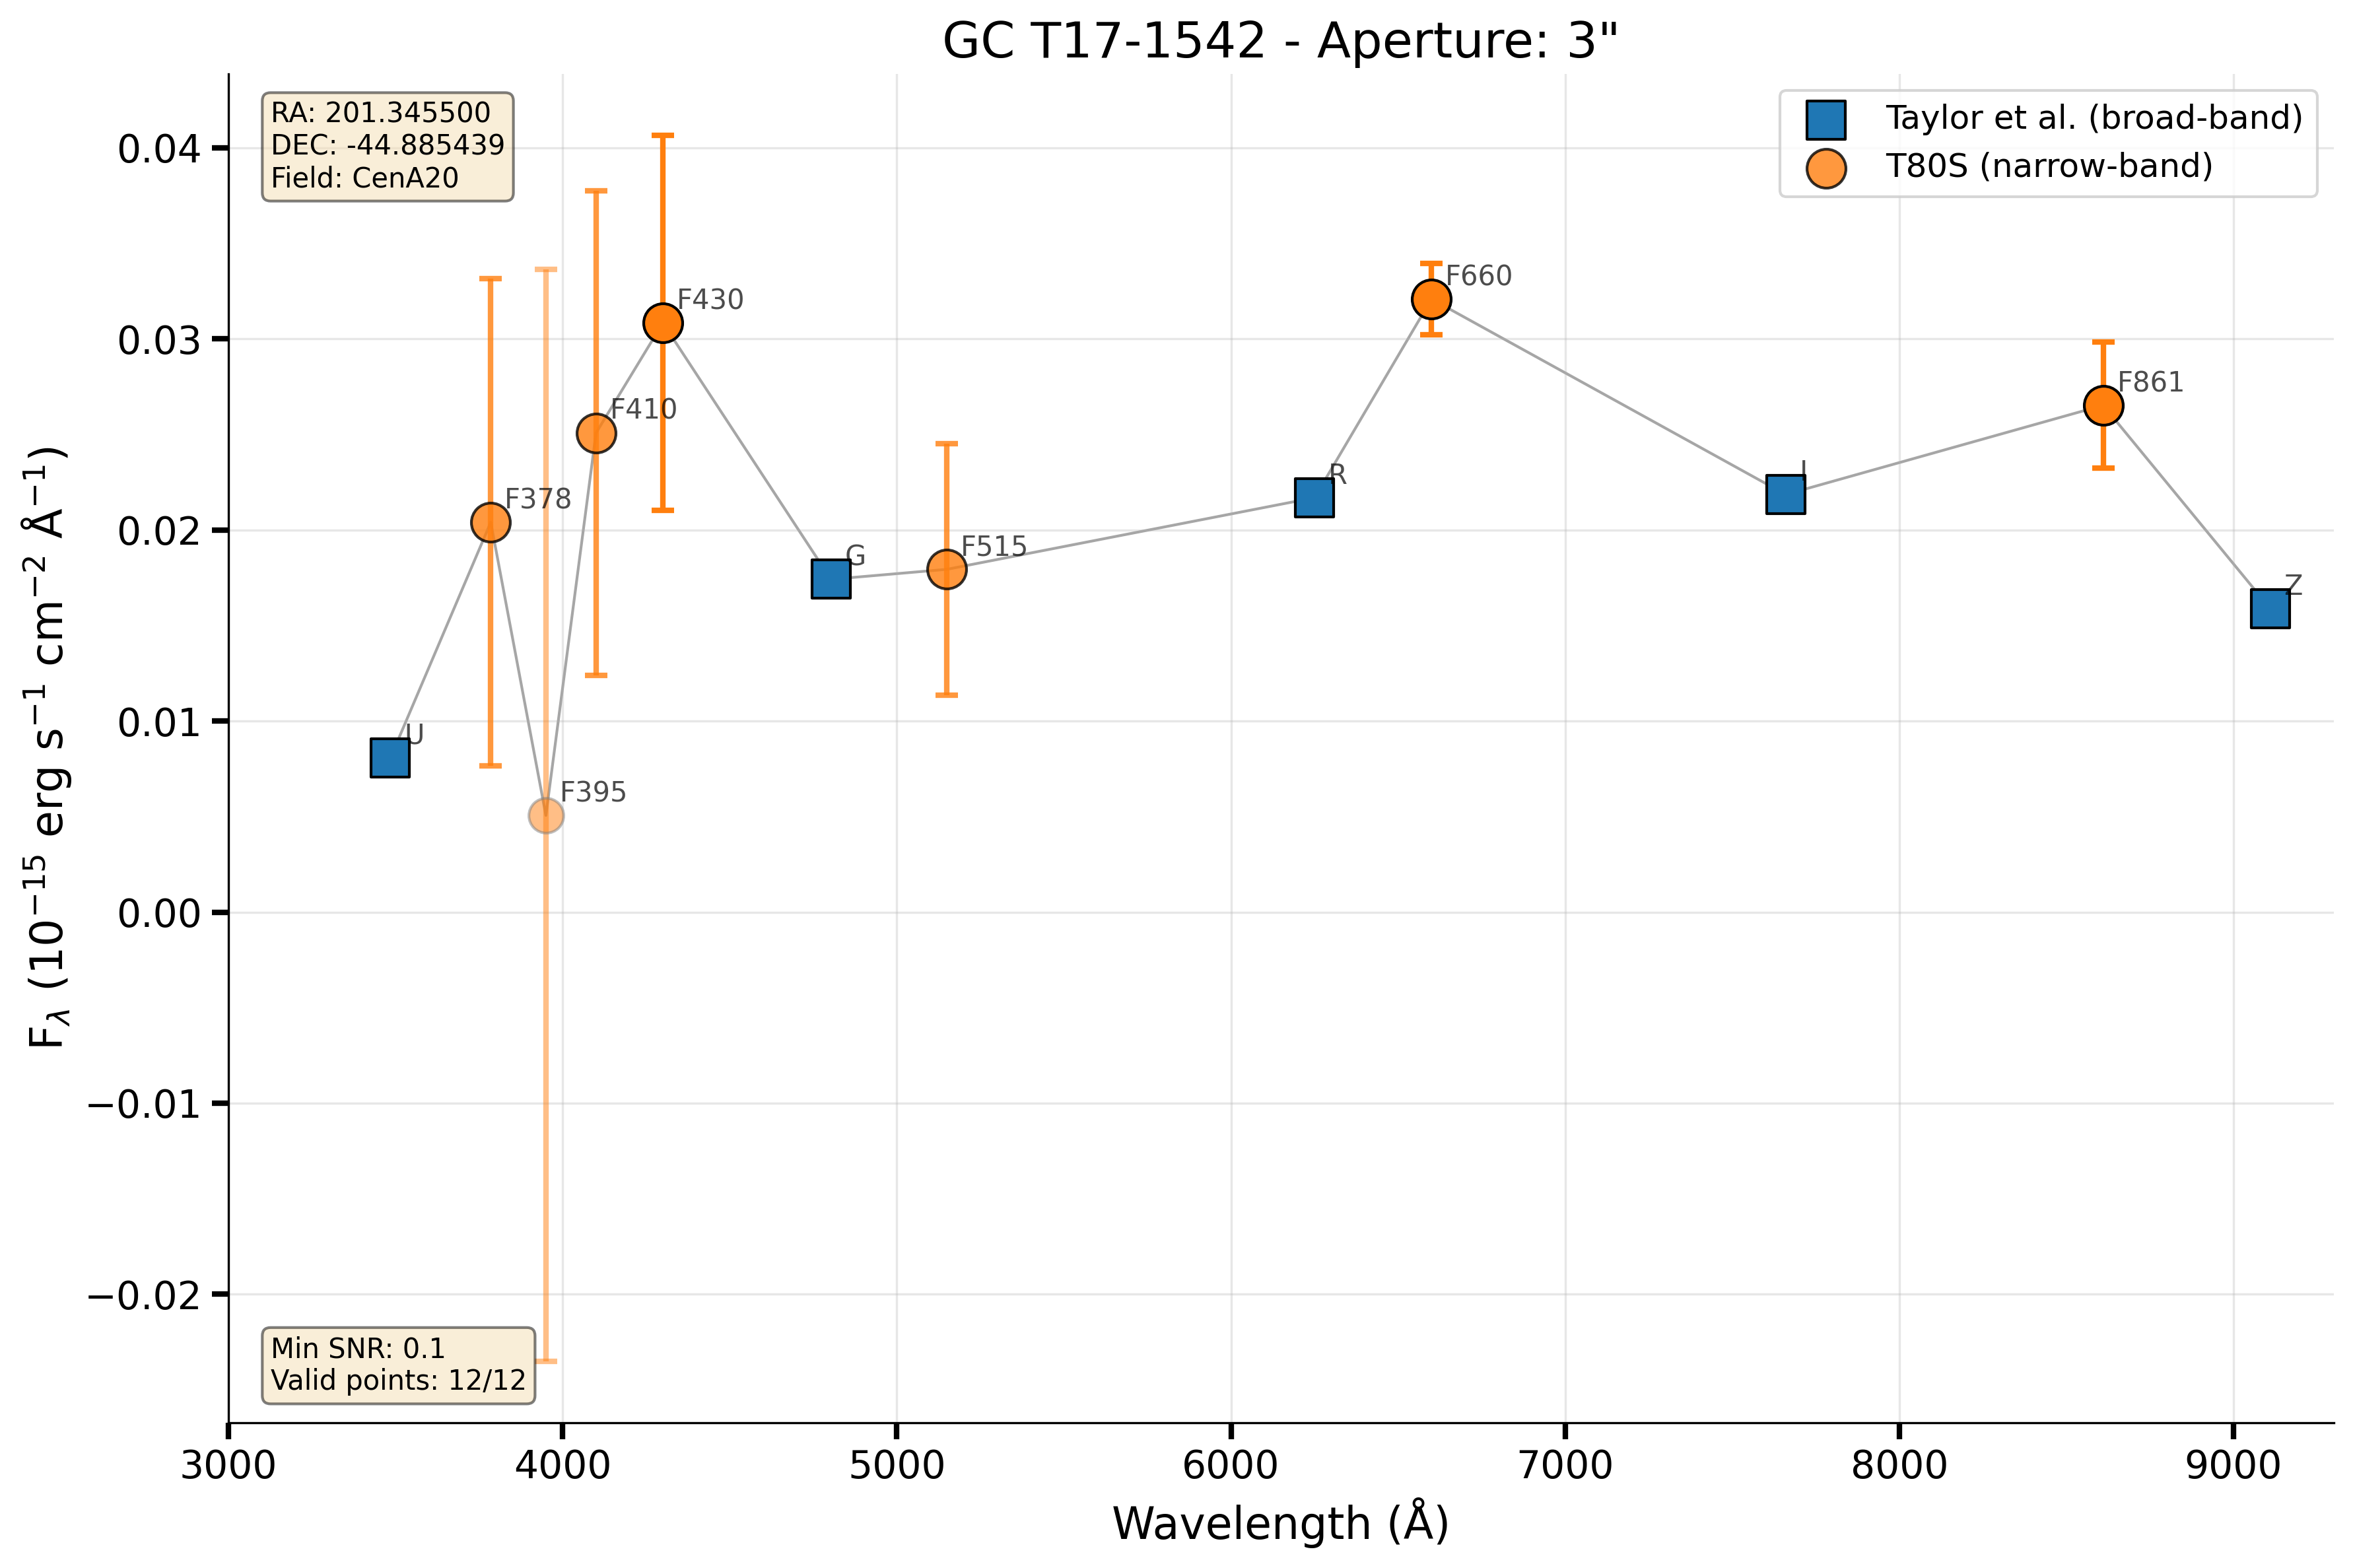 GC T17-1542 - Aperture: 3"
RA: 201.345500
DEC: -44.885439
Field: CenA20
Taylor et al. (broad-band)
T80S (narrow-band)
F430
F660
F861
F410
F378
R
I
G
F515
Z
U
F395
0.04
0.03
0.02
0.01
0.00
−0.01
−0.02
Fλ (10⁻¹⁵ erg s⁻¹ cm⁻² Å⁻¹)
Min SNR: 0.1
Valid points: 12/12
3000 4000 5000 6000 7000 8000 9000
Wavelength (Å)